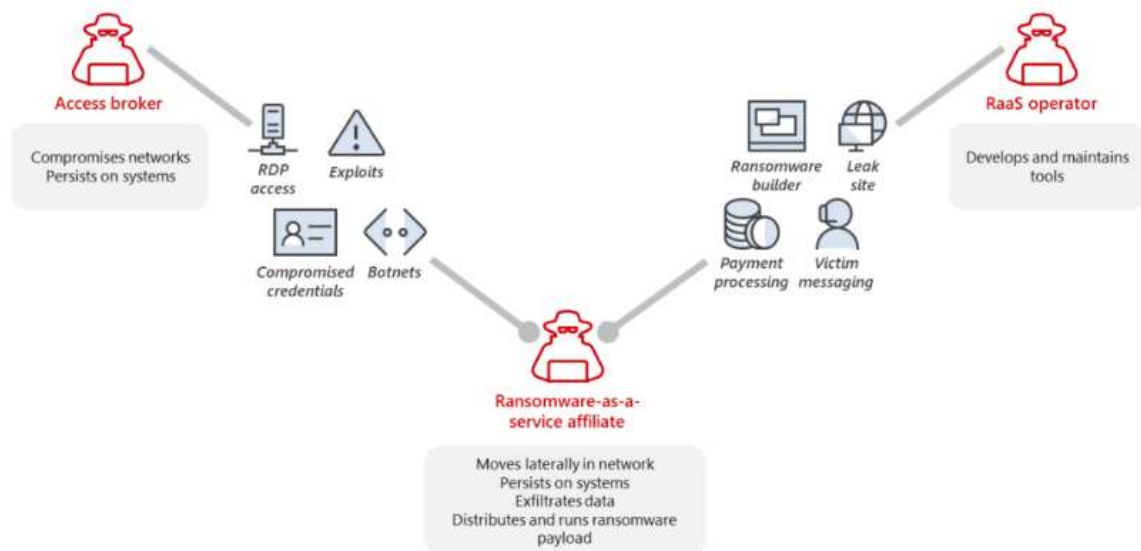 Access broker
Compromises networks
Persists on systems
RDP
access
Exploits
Compromised
credentials
Botnets
RaaS operator
Develops and maintains
tools
Ransomware
builder
Leak
site
Payment
processing
Victim
messaging
Ransomware-as-a-
service affiliate
Moves laterally in network
Persists on systems
Exfiltrates data
Distributes and runs ransomware
payload